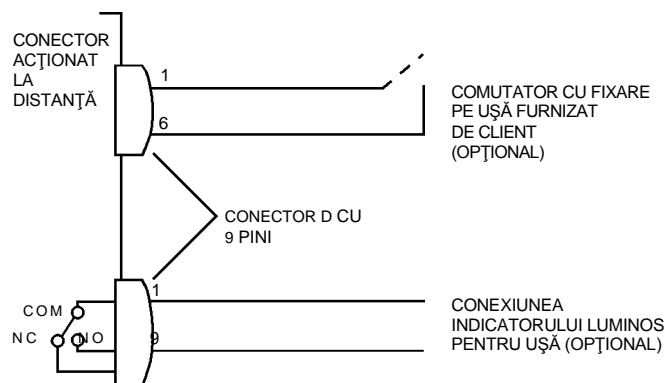 CONECTOR
ACŢIONAT
LA
DISTANŢĂ
1
6
COMUTATOR CU FIXARE
PE UŞĂ FURNIZAT
DE CLIENT
(OPŢIONAL)
CONECTOR D CU
9 PINI
1
9
COM
NC
NO
CONEXIUNEA
INDICATORULUI LUMINOS
PENTRU UŞĂ (OPŢIONAL)